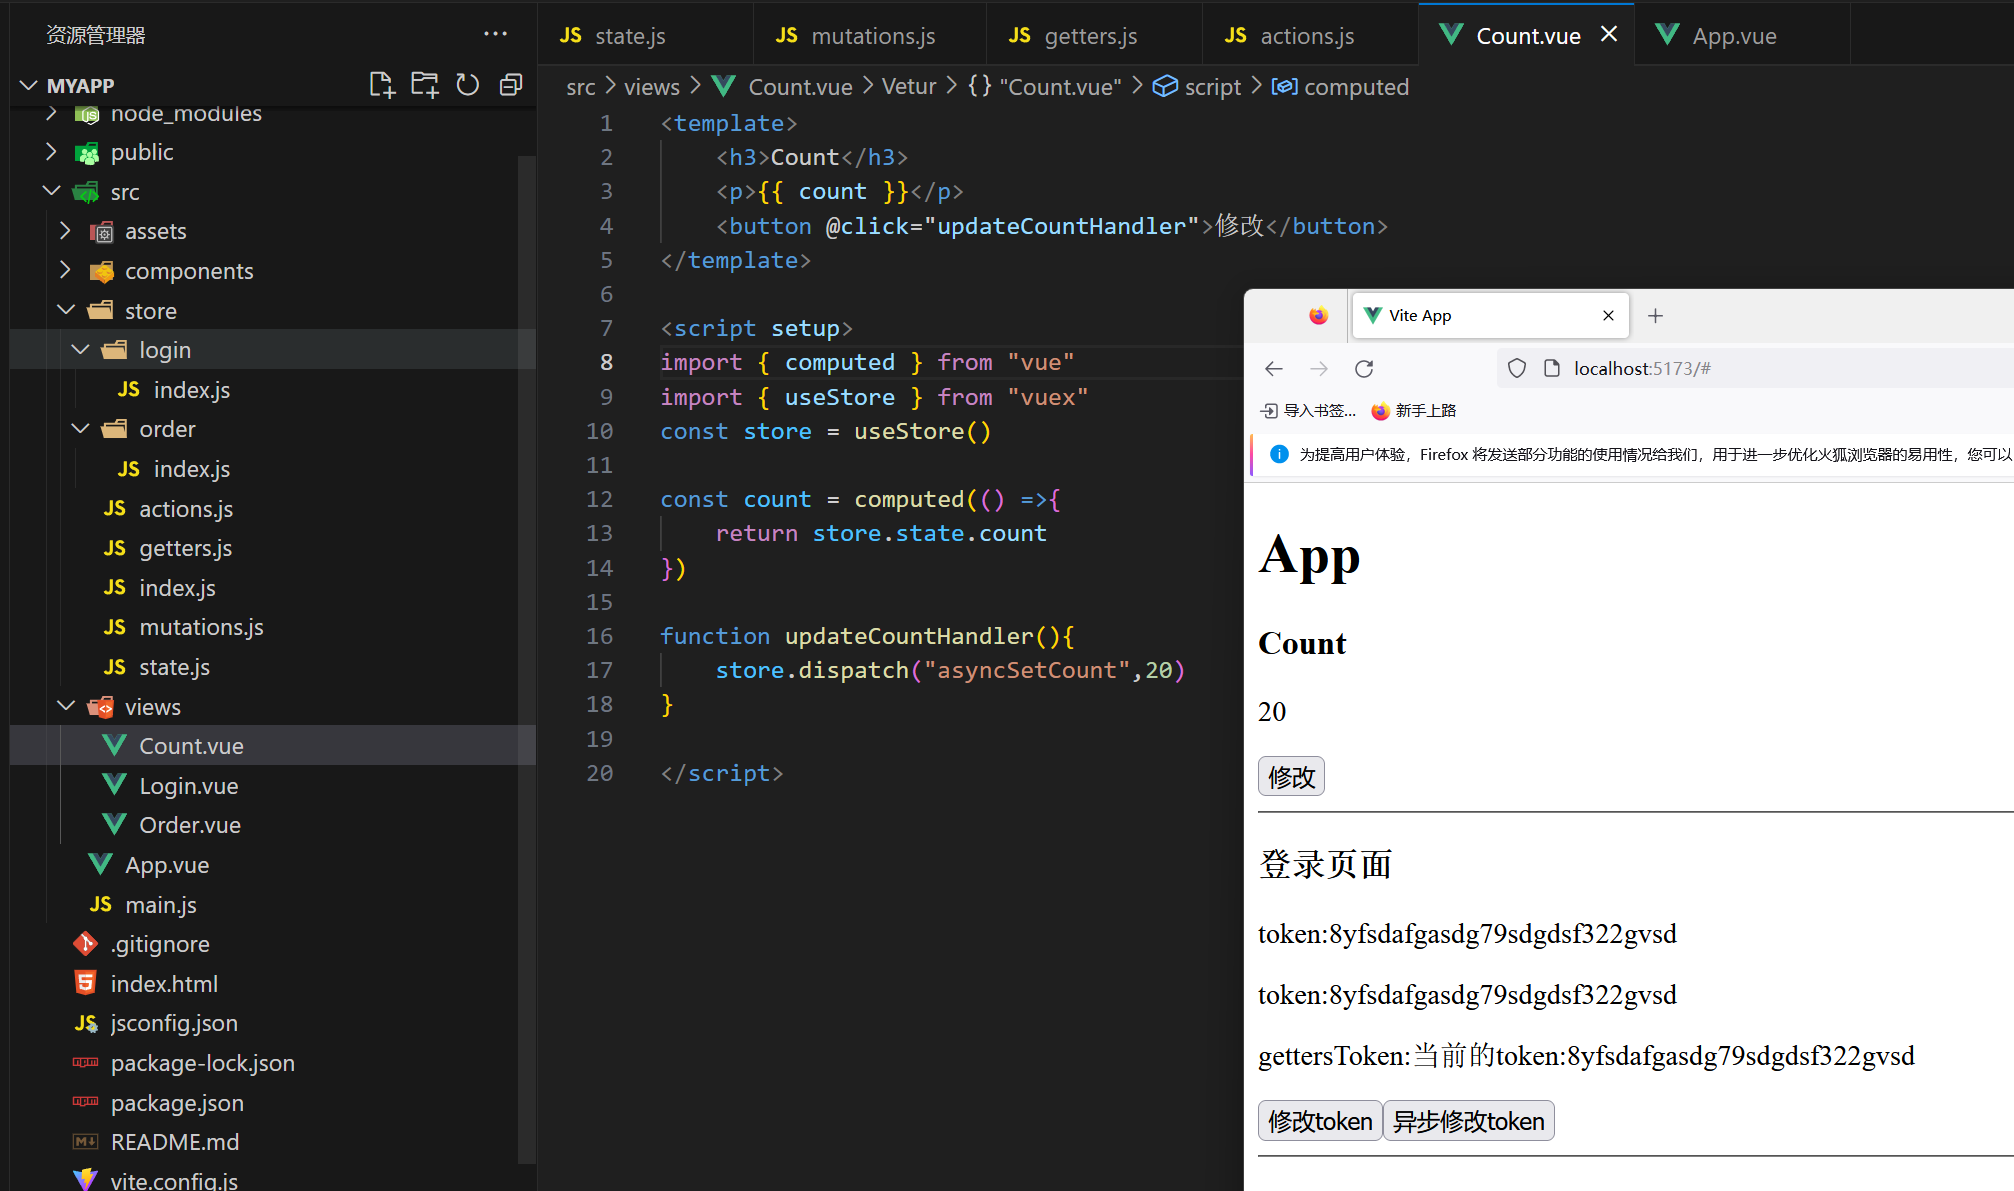 资源管理器
MYAPP
node_modules
public
src
assets
components
store
login
index.js
order
index.js
actions.js
getters.js
index.js
mutations.js
state.js
views
Count.vue
Login.vue
Order.vue
App.vue
main.js
.gitignore
index.html
jsconfig.json
package-lock.json
package.json
README.md
vite.config.js
state.js mutations.js getters.js actions.js Count.vue App.vue
src > views > Count.vue > Vetur > {} "Count.vue" > script > computed
1 <template>
2 <h3>Count</h3>
3 <p>{{ count }}</p>
4 <button @click="updateCountHandler">修改</button>
5 </template>
6
7 <script setup>
8 import { computed } from "vue"
9 import { useStore } from "vuex"
10 const store = useStore()
11
12 const count = computed(() =>{
13 return store.state.count
14 })
15
16 function updateCountHandler(){
17 store.dispatch("asyncSetCount",20)
18 }
19
20 </script>
Vite App
localhost:5173/#
导入书签... 新手上路
为提高用户体验，Firefox 将发送部分功能的使用情况给我们，用于进一步优化火狐浏览器的易用性，您可以
App
Count
20
修改
登录页面
token:8yfsdafgasdg79sdgdsf322gvsd
token:8yfsdafgasdg79sdgdsf322gvsd
gettersToken:当前的token:8yfsdafgasdg79sdgdsf322gvsd
修改token 异步修改token